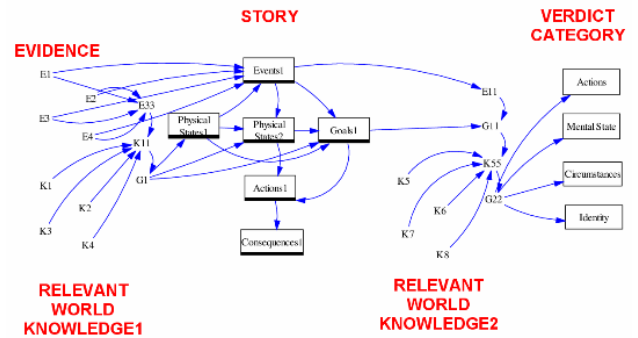 STORY
VERDICT
CATEGORY
EVIDENCE
E1
E2
E33
E3
E4
K11
K1
K2
K3
K4
G1
Events1
Physical
States1
Physical
States2
Goals1
Actions1
Consequences1
E11
G11
K55
K5
K6
K7
K8
G22
Actions
Mental State
Circumstances
Identity
RELEVANT
WORLD
KNOWLEDGE1
RELEVANT
WORLD
KNOWLEDGE2